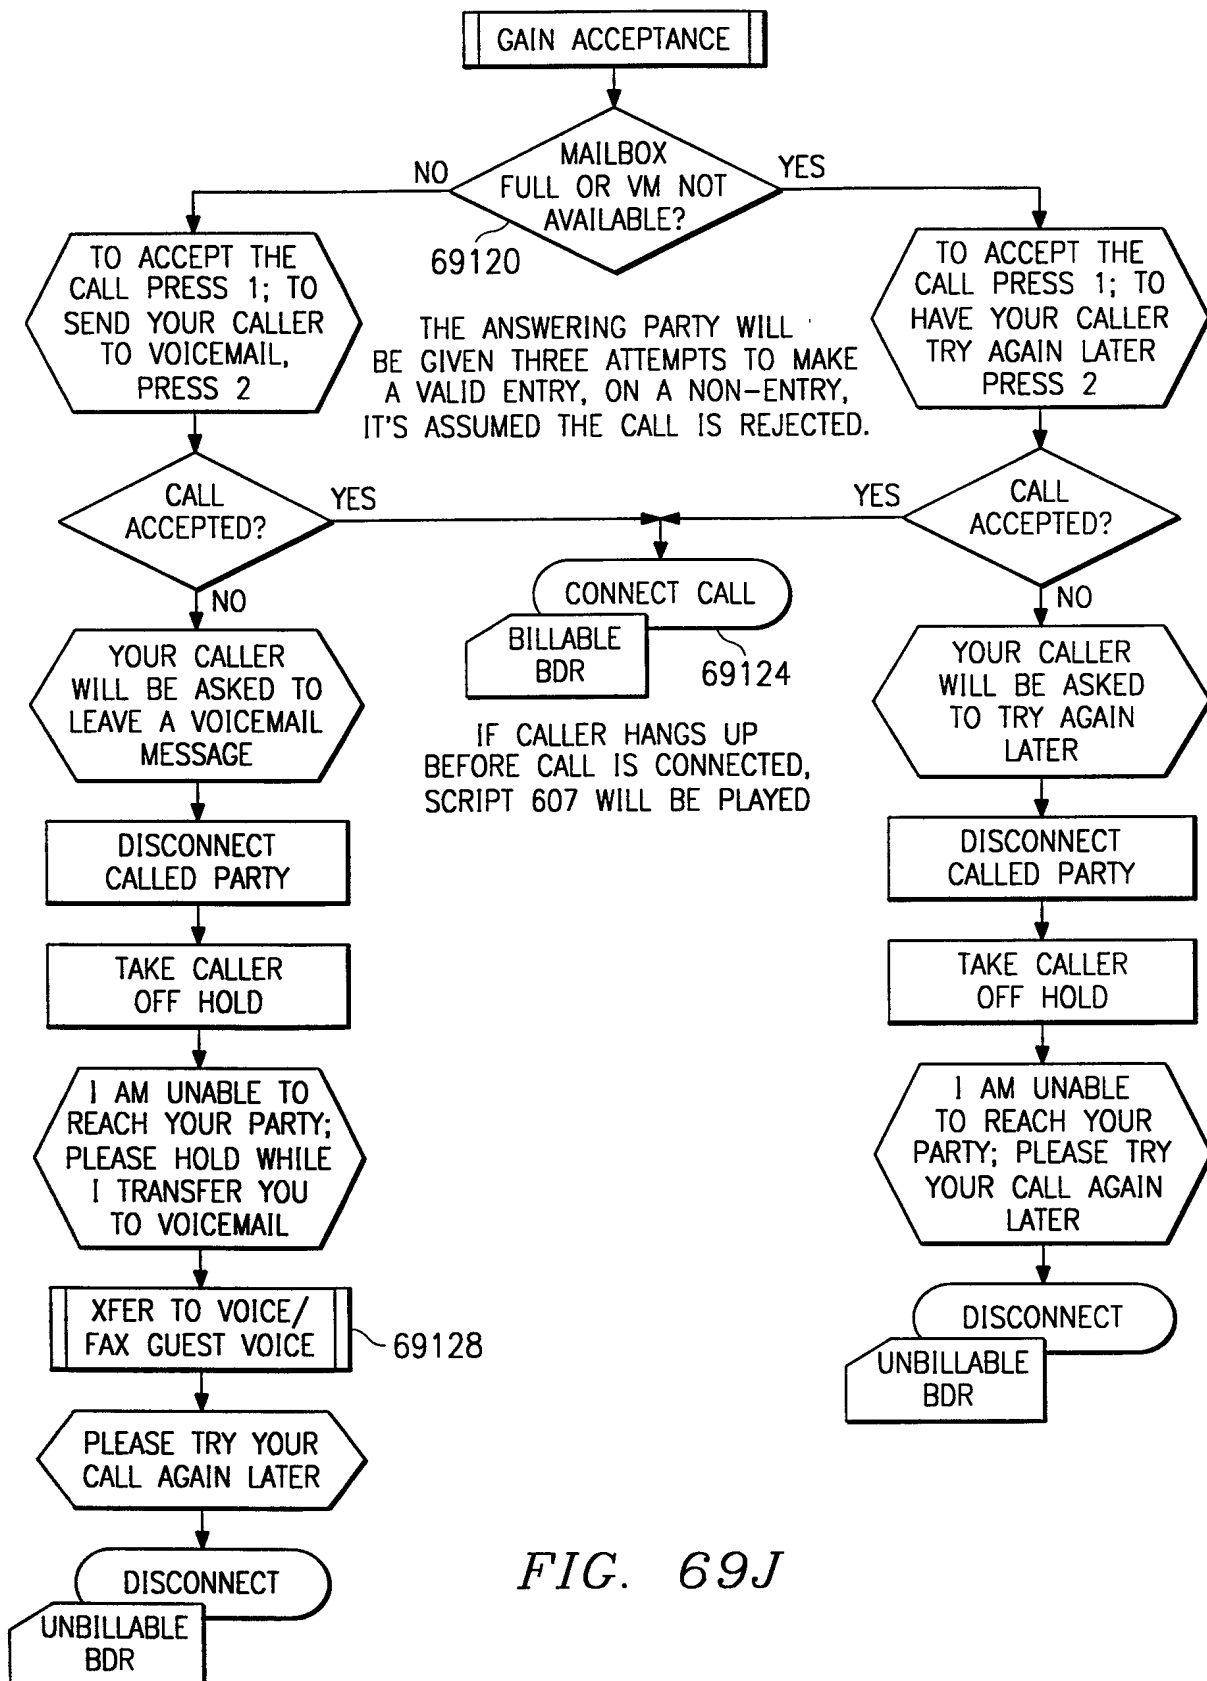 GAIN ACCEPTANCE
MAILBOX
FULL OR VM NOT
AVAILABLE?
NO
YES
69120
TO ACCEPT THE
CALL PRESS 1; TO
SEND YOUR CALLER
TO VOICEMAIL,
PRESS 2
THE ANSWERING PARTY WILL
BE GIVEN THREE ATTEMPTS TO MAKE
A VALID ENTRY, ON A NON-ENTRY,
IT'S ASSUMED THE CALL IS REJECTED.
TO ACCEPT THE
CALL PRESS 1; TO
HAVE YOUR CALLER
TRY AGAIN LATER
PRESS 2
CALL
ACCEPTED?
YES
YES
CALL
ACCEPTED?
NO
NO
CONNECT CALL
BILLABLE
BDR
69124
IF CALLER HANGS UP
BEFORE CALL IS CONNECTED,
SCRIPT 607 WILL BE PLAYED
YOUR CALLER
WILL BE ASKED TO
LEAVE A VOICEMAIL
MESSAGE
YOUR CALLER
WILL BE ASKED
TO TRY AGAIN
LATER
DISCONNECT
CALLED PARTY
DISCONNECT
CALLED PARTY
TAKE CALLER
OFF HOLD
TAKE CALLER
OFF HOLD
I AM UNABLE TO
REACH YOUR PARTY;
PLEASE HOLD WHILE
I TRANSFER YOU
TO VOICEMAIL
I AM UNABLE
TO REACH YOUR
PARTY; PLEASE TRY
YOUR CALL AGAIN
LATER
XFER TO VOICE/
FAX GUEST VOICE
69128
DISCONNECT
UNBILLABLE
BDR
PLEASE TRY YOUR
CALL AGAIN LATER
DISCONNECT
UNBILLABLE
BDR
FIG. 69J